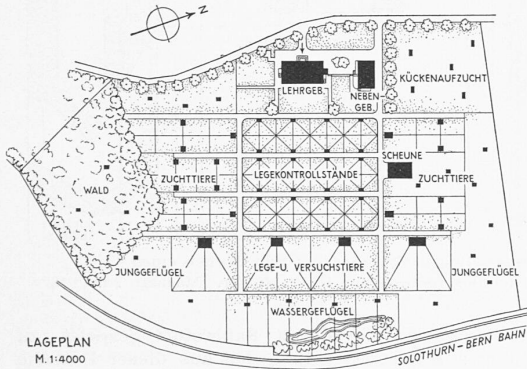 Z
LEHRGEB.
NEBEN-
GEB.
KÜCKENAUFZUCHT
SCHEUNE
WALD
ZUCHTTIERE
LEGEKONTROLLSTÄNDE
ZUCHTTIERE
JUNGGEFLÜGEL
LEGE-U. VERSUCHSTIERE
JUNGGEFLÜGEL
WASSERGEFLÜGEL
LAGEPLAN
M. 1:4000
SOLOTHURN-BERN BAHN